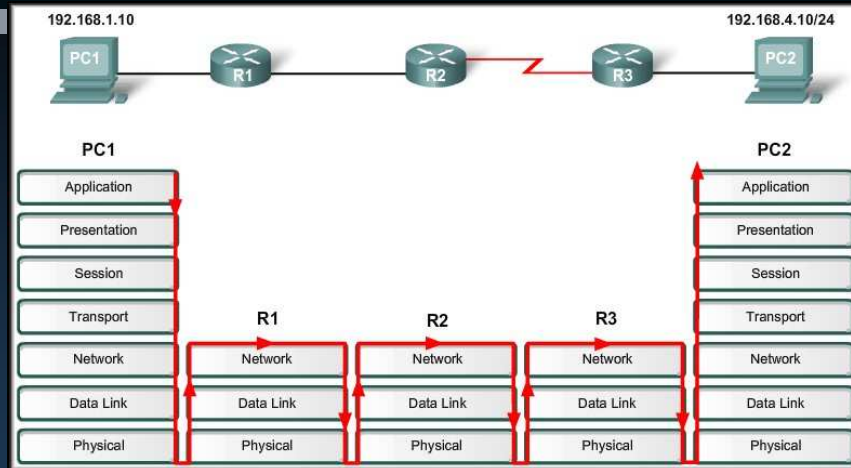 192.168.1.10
192.168.4.10/24
PC1
R1
R2
R3
PC2
PC1
PC2
Application
Application
Presentation
Presentation
Session
Session
R1
R2
R3
Transport
Transport
Network
Network
Network
Network
Network
Data Link
Data Link
Data Link
Data Link
Data Link
Physical
Physical
Physical
Physical
Physical